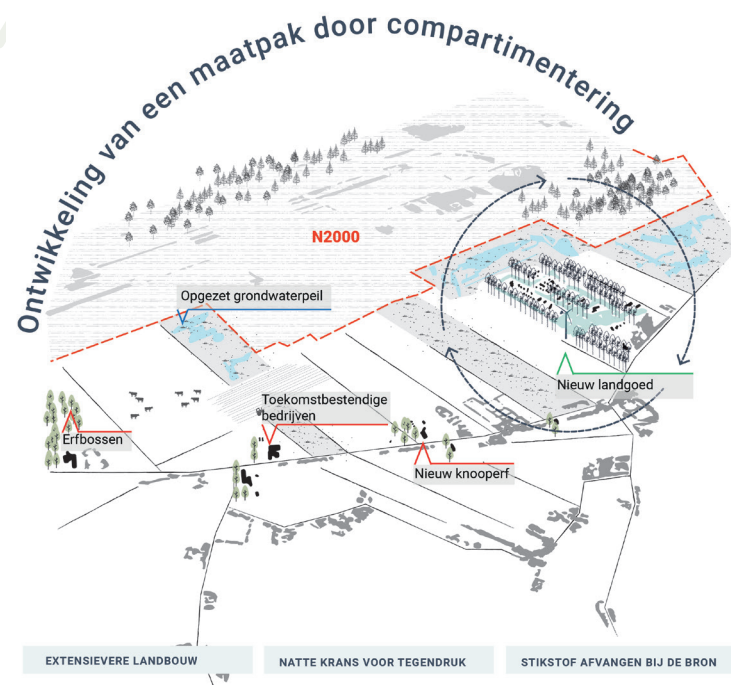 Ontwikkeling van een maatpak door compartimentering
N2000
Opgezet grondwaterpeil
Nieuw landgoed
Toekomstbestendige
bedrijven
Erfbossen
Nieuw knooperf
EXTENSIEVERE LANDBOUW
NATTE KRANS VOOR TEGENDRUK
STIKSTOF AFVANGEN BIJ DE BRON